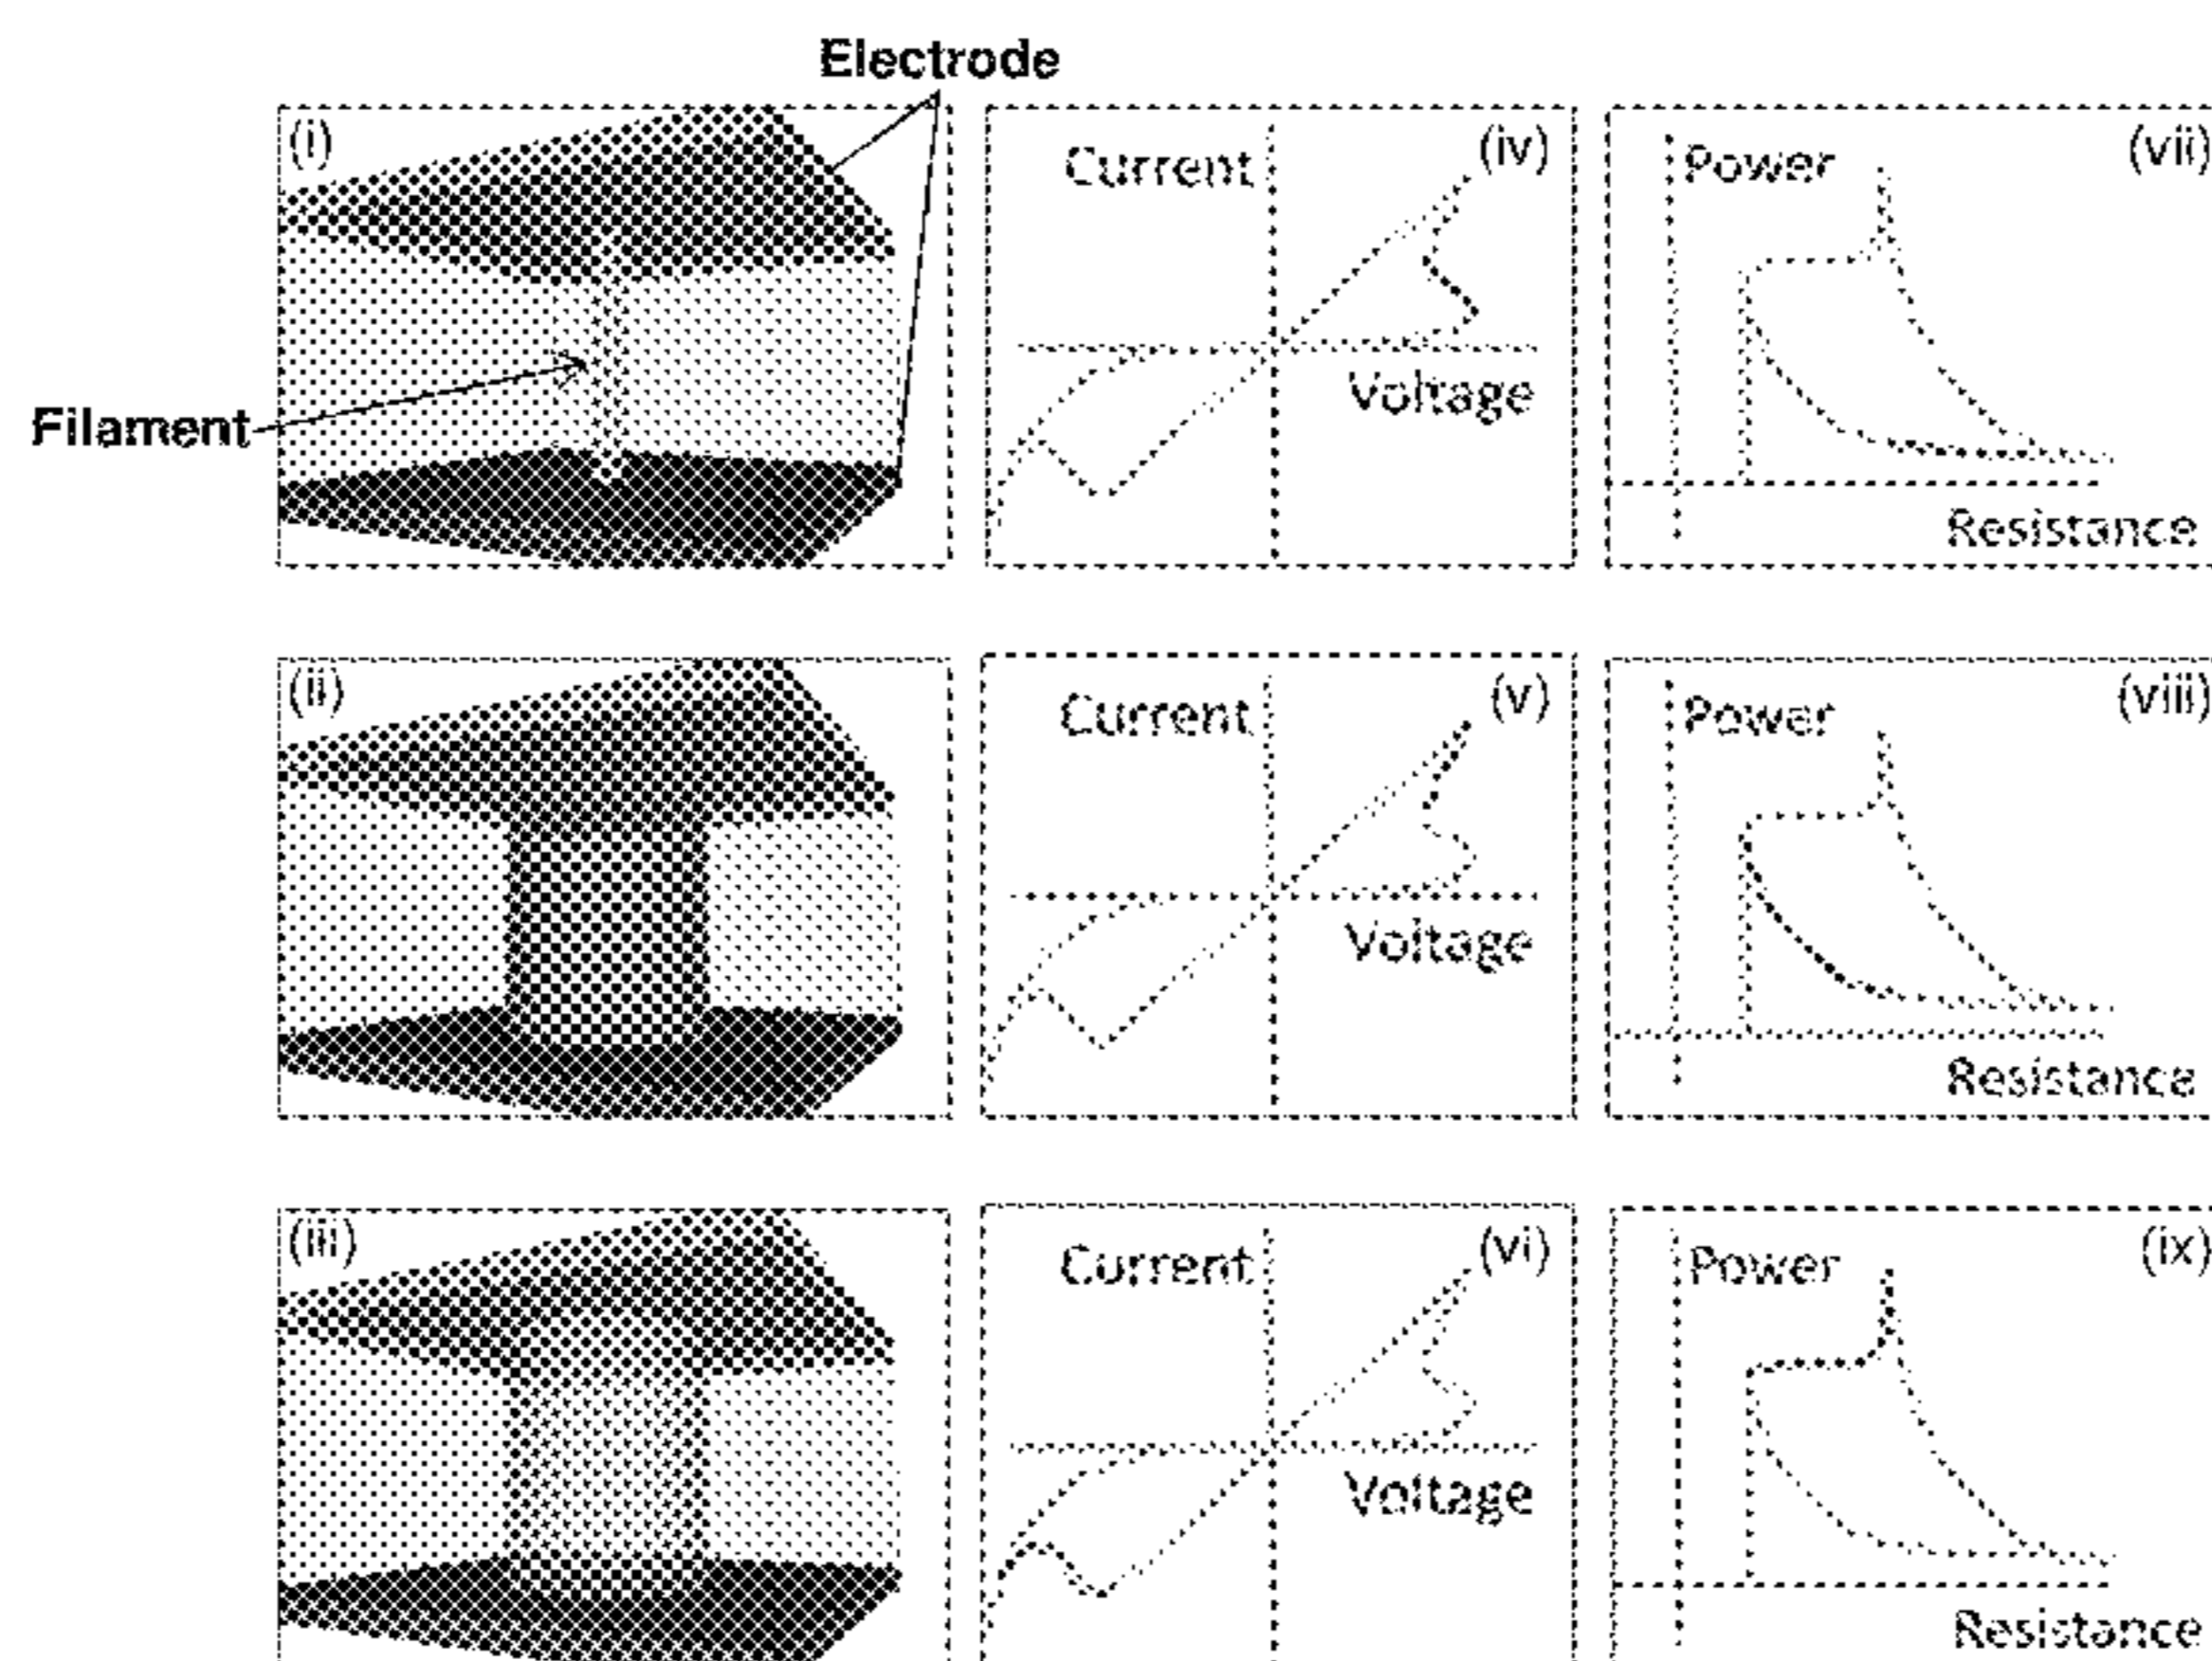 Electrode
(i)
Current
(iv)
Power
(vii)
Filament
Voltage
Resistance
(ii)
Current
(v)
Power
(viii)
Voltage
Resistance
(iii)
Current
(vi)
Power
(ix)
Voltage
Resistance